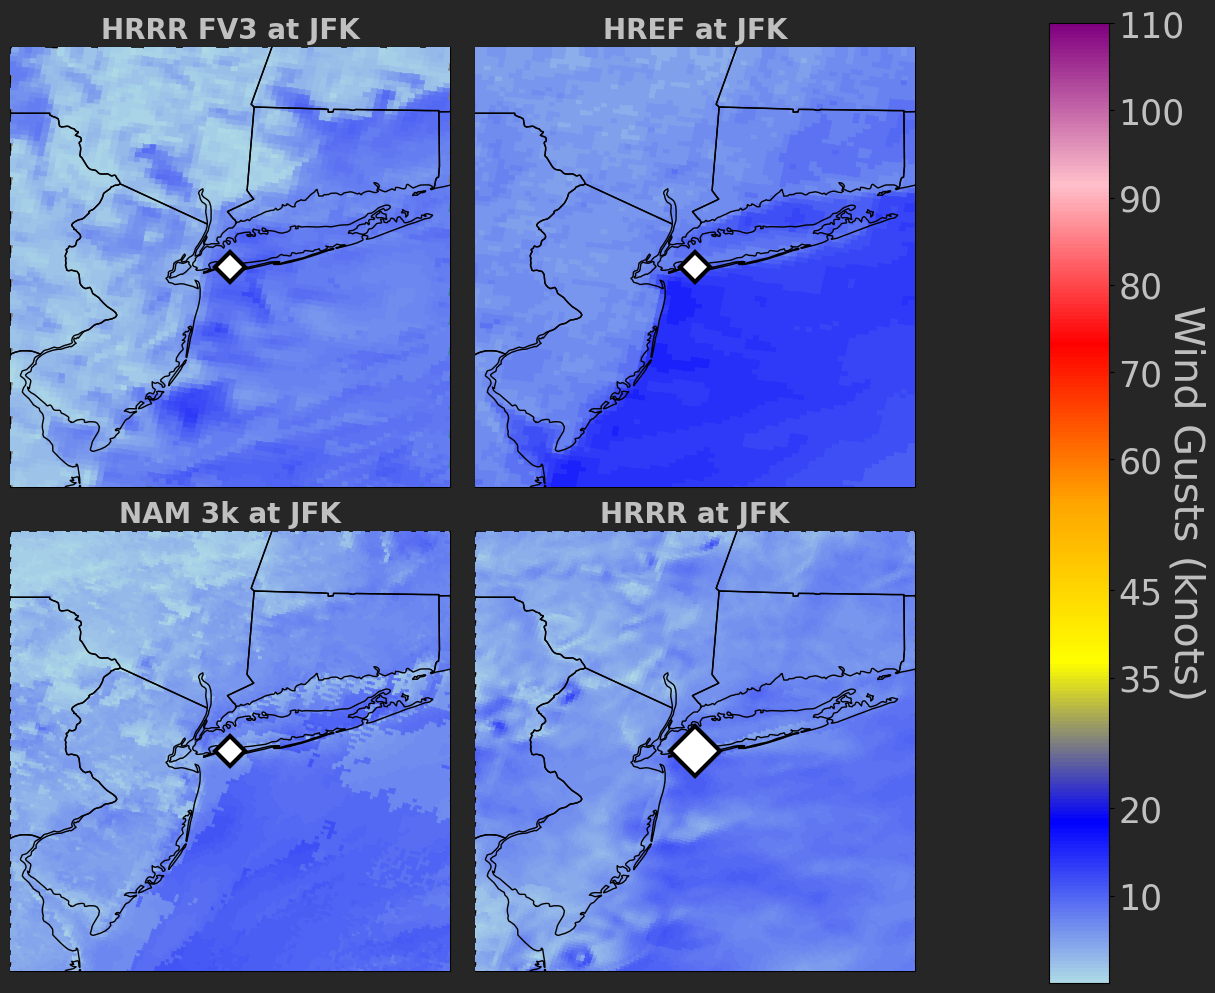 HRRR FV3 at JFK
HREF at JFK
NAM 3k at JFK
HRRR at JFK
110
100
90
80
70
60
45
35
20
10
Wind Gusts (knots)